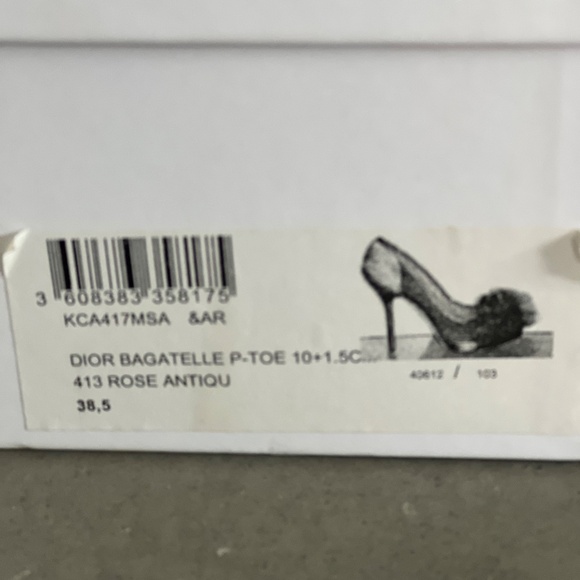 3 608383 358175
KCA417MSA &AR
DIOR BAGATELLE P-TOE 10+1.5C...
413 ROSE ANTIQU
38,5
40612 / 103